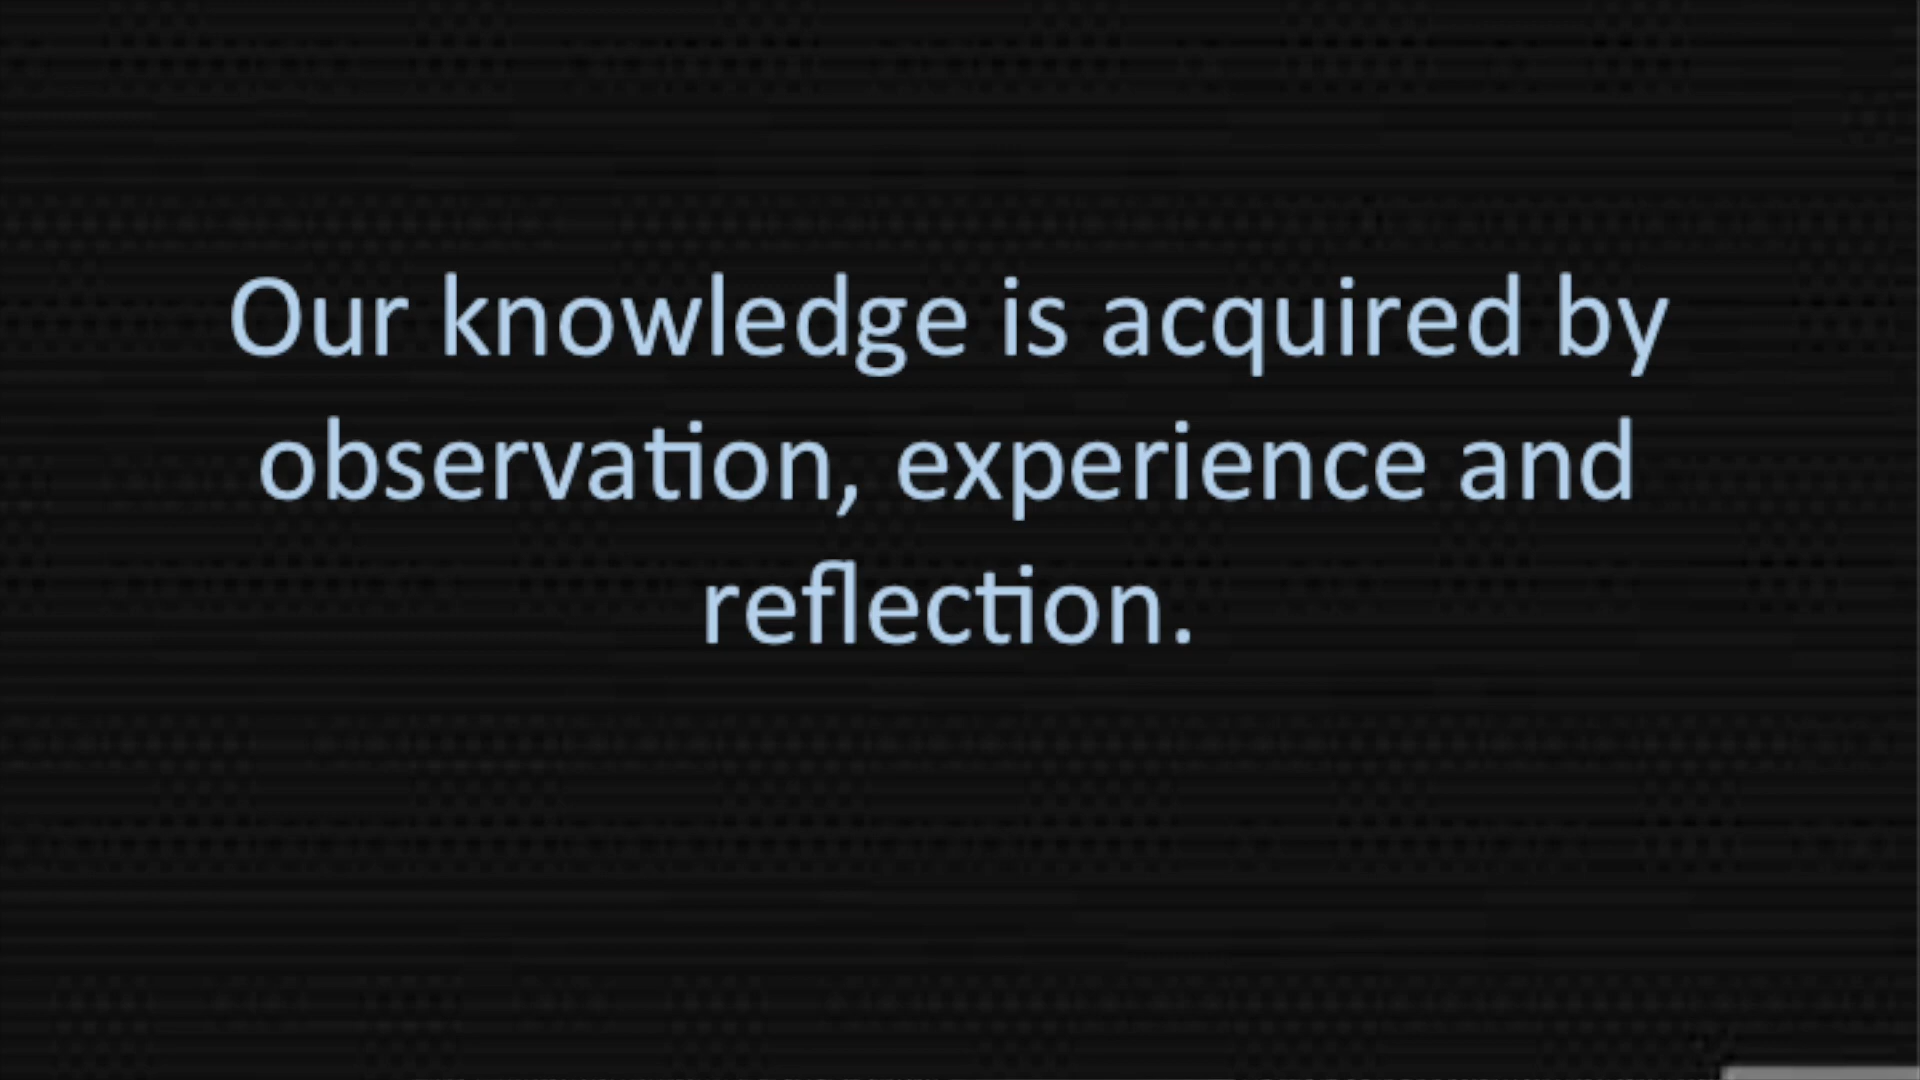 Our knowledge is acquired by
observation, experience and
reflection.